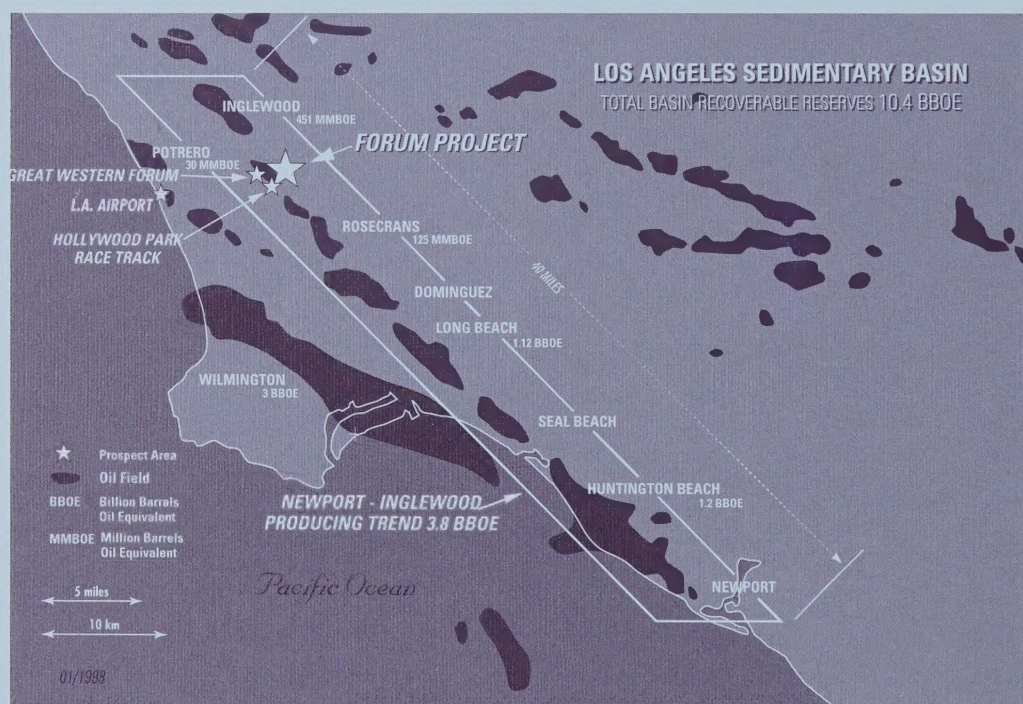 LOS ANGELES SEDIMENTARY BASIN
TOTAL BASIN RECOVERABLE RESERVES 10.4 BBOE
INGLEWOOD
451 MMBOE
FORUM PROJECT
POTRERO
30 MMBOE
GREAT WESTERN FORUM
L.A. AIRPORT
HOLLYWOOD PARK
RACE TRACK
ROSECRANS
125 MMBOE
40 MILES
DOMINGUEZ
LONG BEACH
1.12 BBOE
WILMINGTON
3 BBOE
SEAL BEACH
HUNTINGTON BEACH
1.2 BBOE
NEWPORT - INGLEWOOD
PRODUCING TREND 3.8 BBOE
NEWPORT
Prospect Area
Oil Field
BBOE Billion Barrels
Oil Equivalent
MMBOE Million Barrels
Oil Equivalent
Pacific Ocean
5 miles
10 km
01/1998